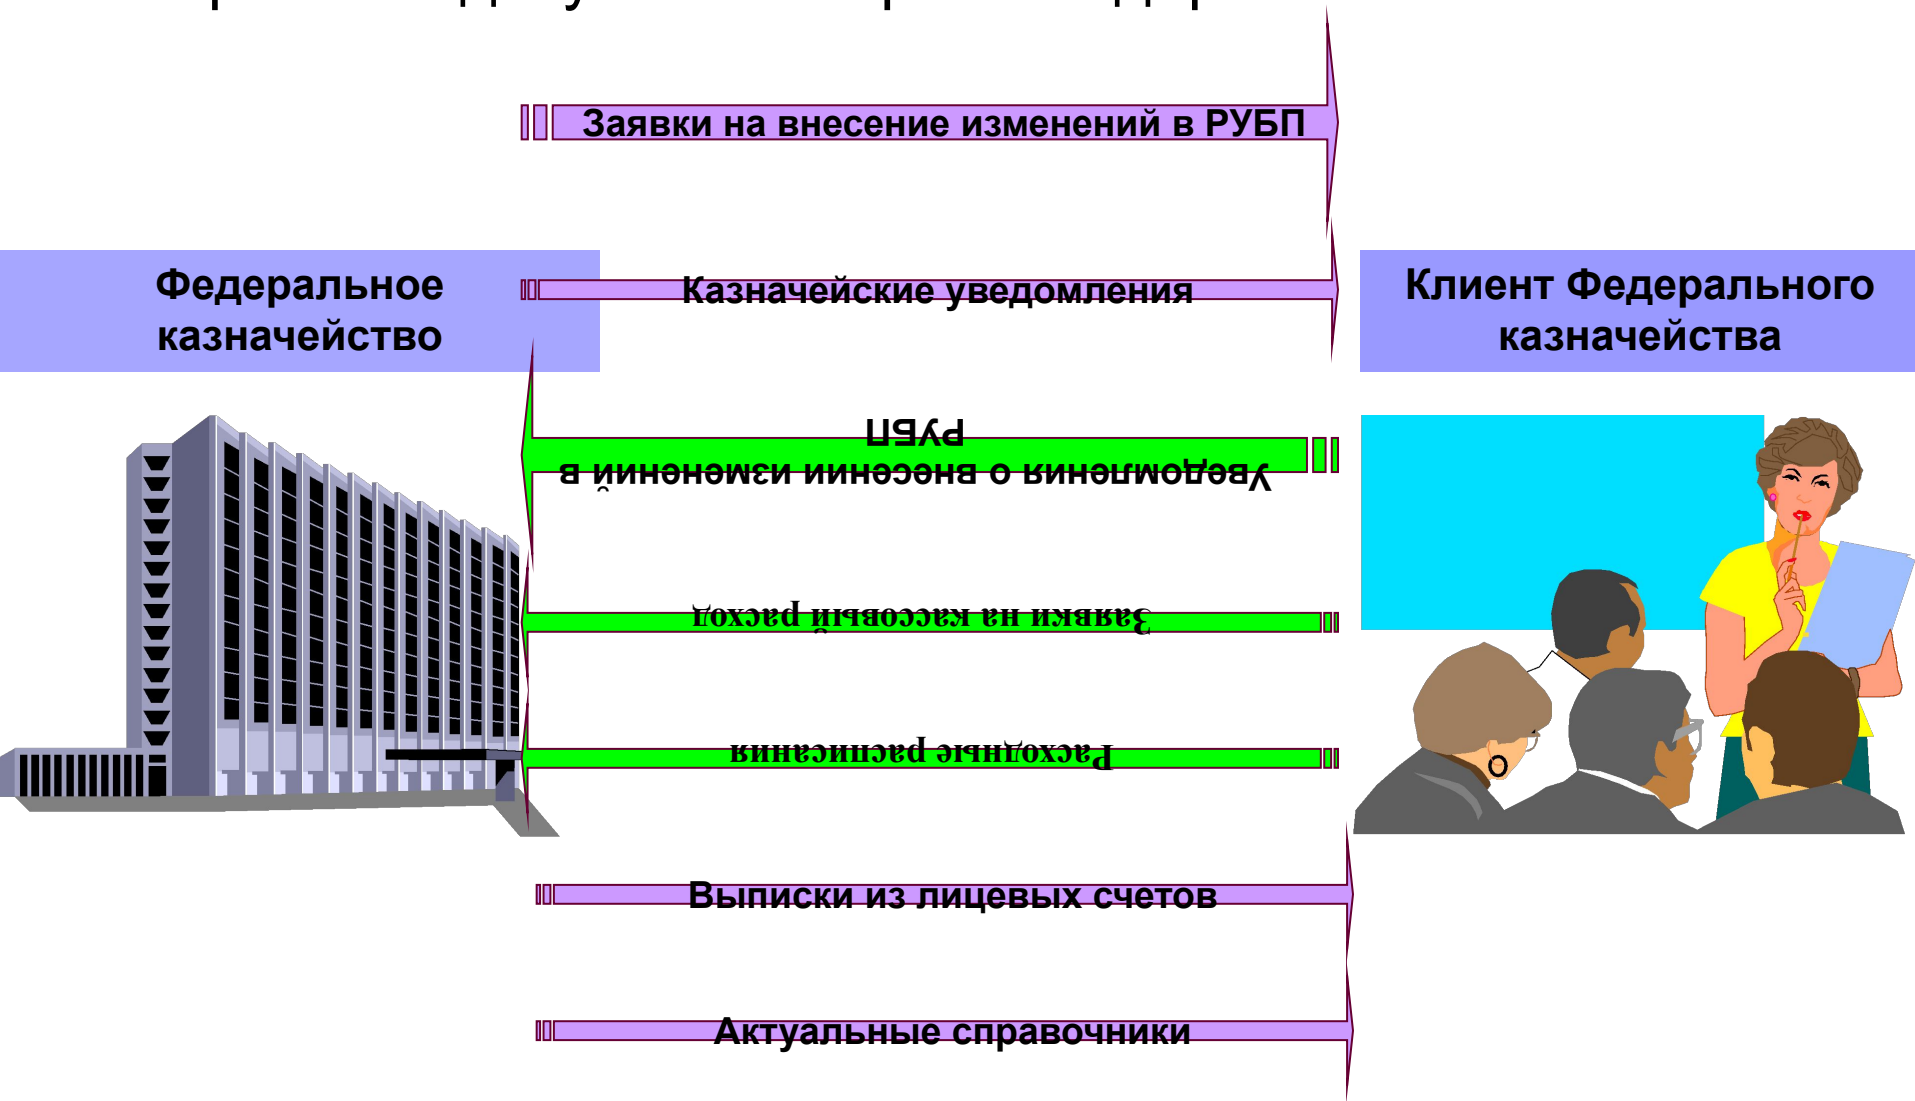 Заявки на внесение изменений в РУБП
Федеральное
казначейство
Казначейские уведомления
Клиент Федерального
казначейства
Уведомления о внесении изменений в
РУБП
Заявки на кассовый расход
Расходные расписания
Выписки из лицевых счетов
Актуальные справочники